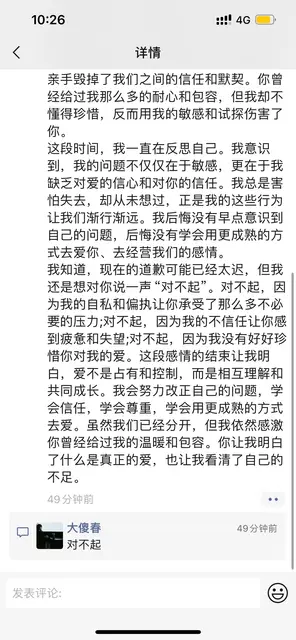 10:26
4G
详情
亲手毁掉了我们之间的信任和默契。你曾
经给过我那么多的耐心和包容，但我却不
懂得珍惜，反而用我的敏感和试探伤害了
你。
这段时间，我一直在反思自己。我意识
到，我的问题不仅仅在于敏感，更在于我
缺乏对爱的信心和对你的信任。我总是害
怕失去，却从未想过，正是我的这些行为
让我们渐行渐远。我后悔没有早点意识到
自己的问题，后悔没有学会用更成熟的方
式去爱你、去经营我们的感情。
我知道，现在的道歉可能已经太迟，但我
还是想对你说一声“对不起”。对不起，因
为我的自私和偏执让你承受了那么多不必
要的压力;对不起，因为我的不信任让你感
到疲惫和失望;对不起，因为我没有好好珍
惜你对我的爱。这段感情的结束让我明
白，爱不是占有和控制，而是相互理解和
共同成长。我会努力改正自己的问题，学
会信任，学会尊重，学会用更成熟的方式
去爱。虽然我们已经分开，但我依然感激
你曾经给过我的温暖和包容。你让我明白
了什么是真正的爱，也让我看清了自己的
不足。
49分钟前
大傻春
49分钟前
对不起
发表评论: